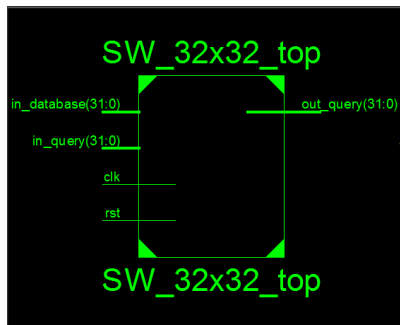 SW_32x32_top
in_database(31:0)
out_query(31:0)
in_query(31:0)
clk
rst
SW_32x32_top